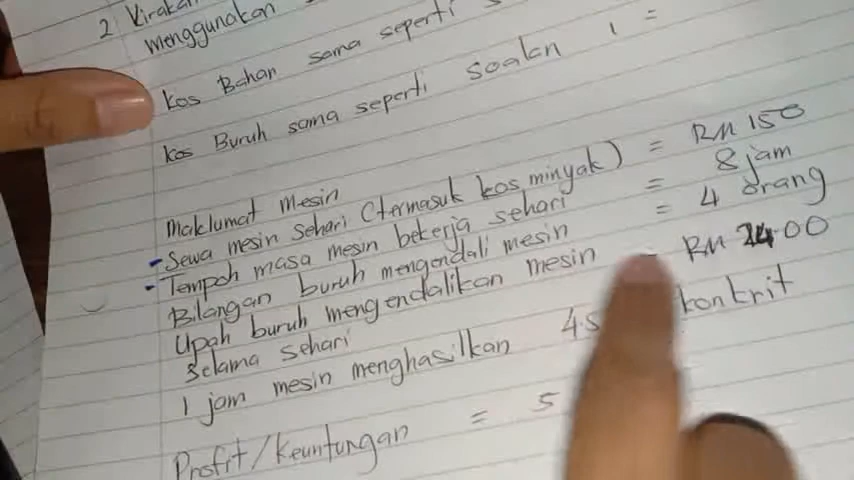 2 Kirakan
menggunakan
kos Bahan sama seperti
kos Buruh sama seperti soalan 1 =
Maklumat Mesin
- Sewa mesin sehari (termasuk kos minyak) = RM 150
- Tempoh masa mesin bekerja sehari = 8 jam
Bilangan buruh mengendali mesin = 4 orang
Upah buruh mengendalikan mesin = RM 00
selama sehari
1 jam mesin menghasilkan konkrit
Profit/keuntungan = 5